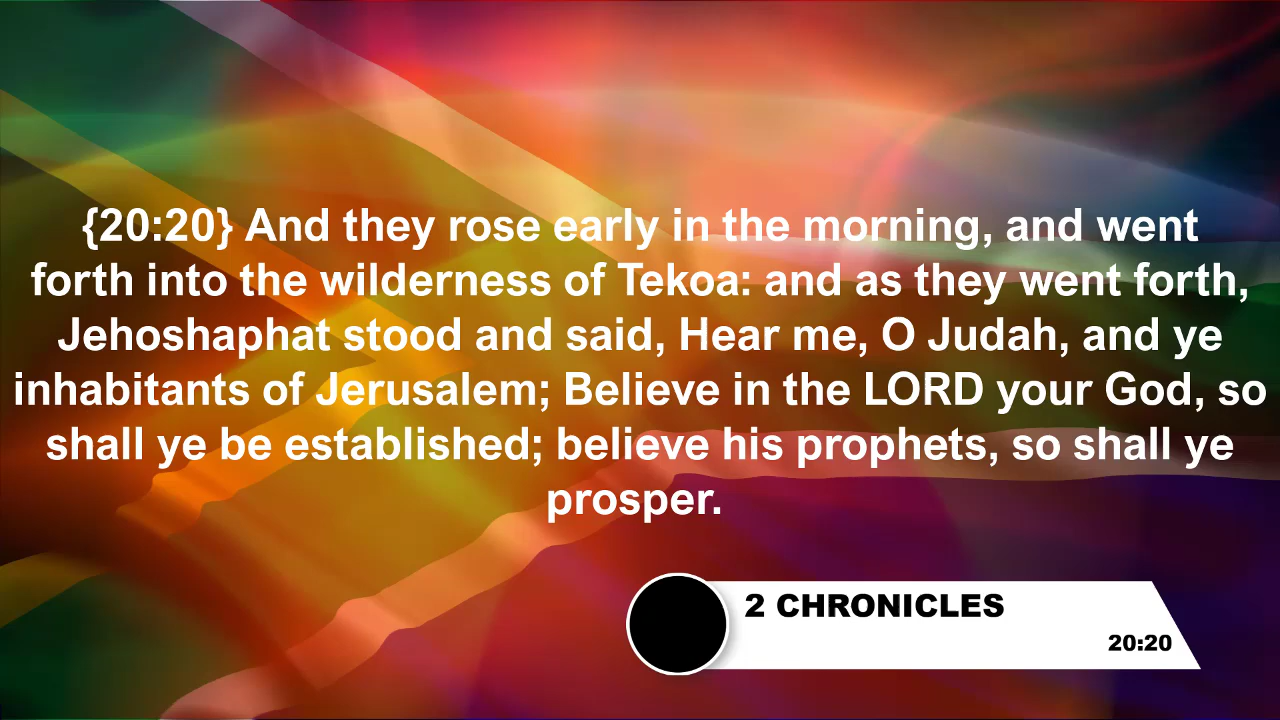 {20:20} And they rose early in the morning, and went
forth into the wilderness of Tekoa: and as they went forth,
Jehoshaphat stood and said, Hear me, O Judah, and ye
inhabitants of Jerusalem; Believe in the LORD your God, so
shall ye be established; believe his prophets, so shall ye
prosper.
2 CHRONICLES
20:20